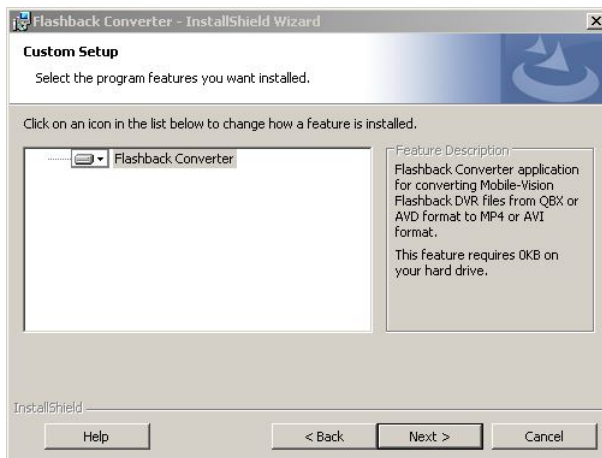 Flashback Converter - InstallShield Wizard
Custom Setup
Select the program features you want installed.
Click on an icon in the list below to change how a feature is installed.
Flashback Converter
Feature Description
Flashback Converter application
for converting Mobile-Vision
Flashback DVR files from QBX or
AVD format to MP4 or AVI
format.
This feature requires 0KB on
your hard drive.
InstallShield
Help
< Back
Next >
Cancel